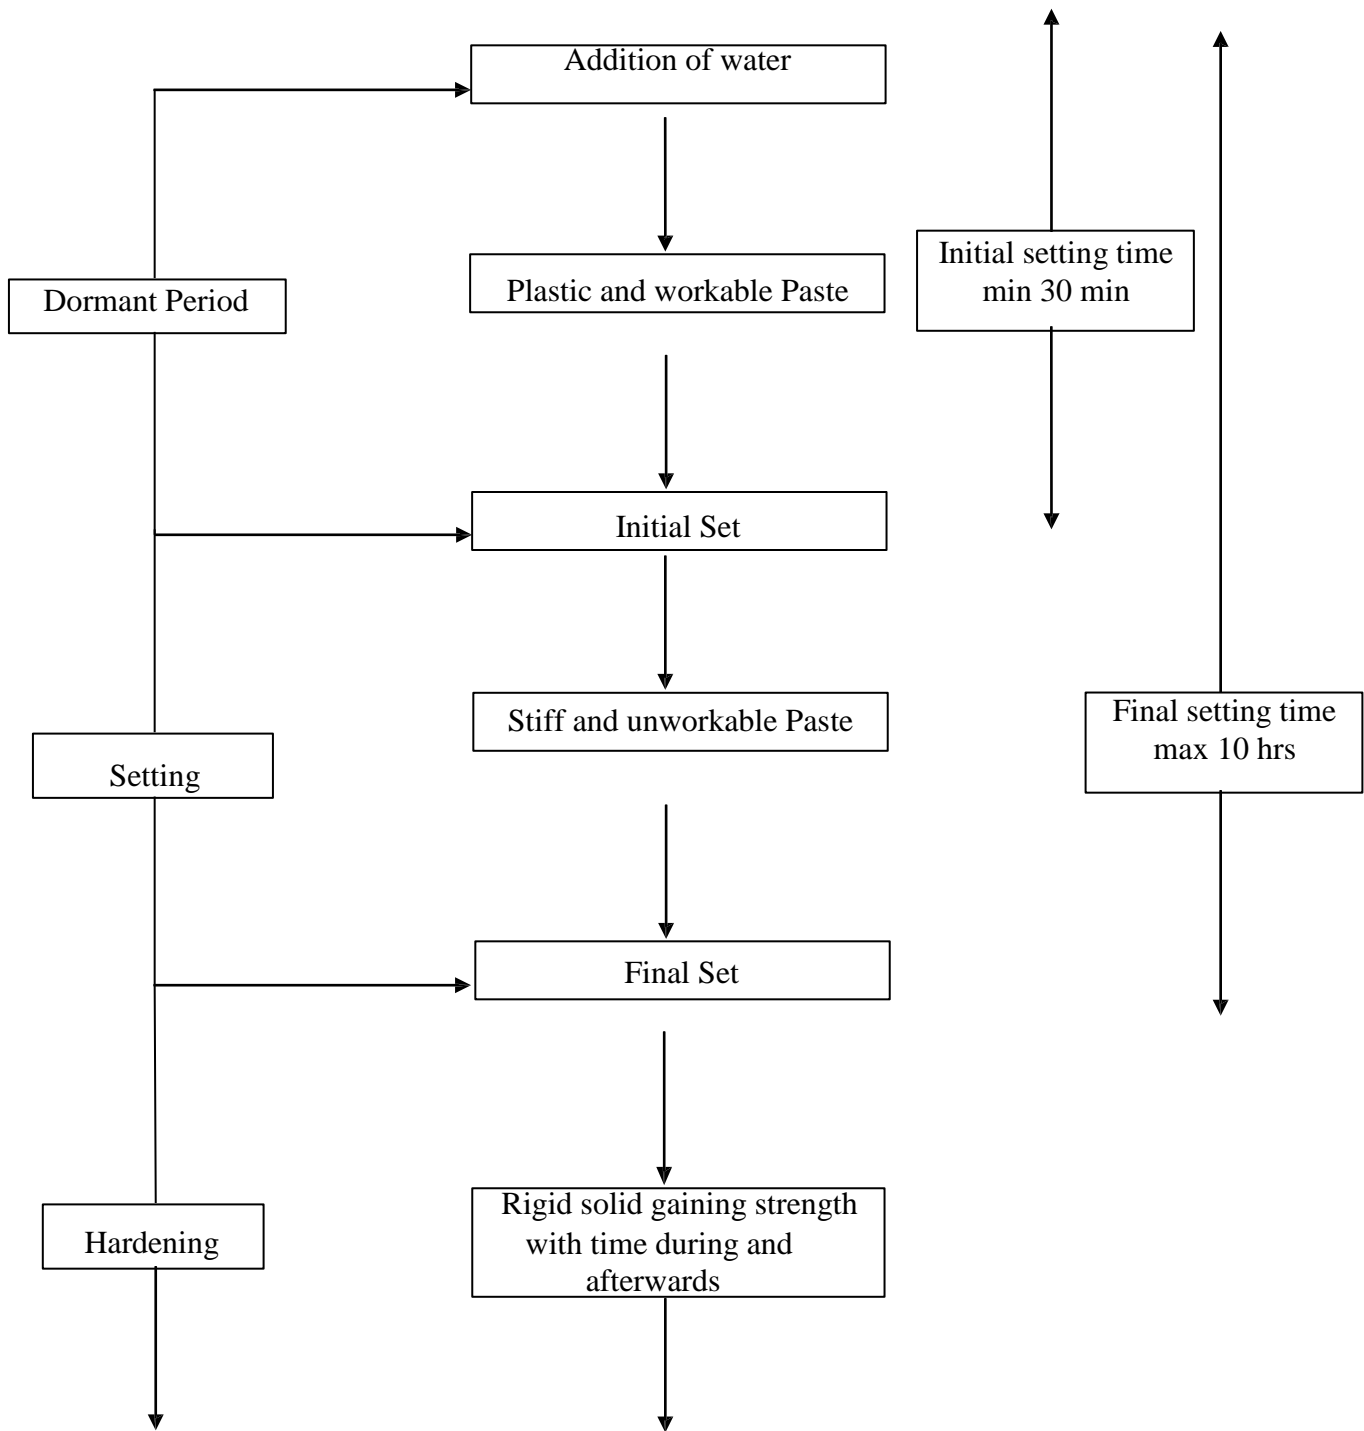 Addition of water
Initial setting time
min 30 min
Plastic and workable Paste
Dormant Period
Initial Set
Stiff and unworkable Paste
Final setting time
max 10 hrs
Setting
Final Set
Rigid solid gaining strength
with time during and
afterwards
Hardening